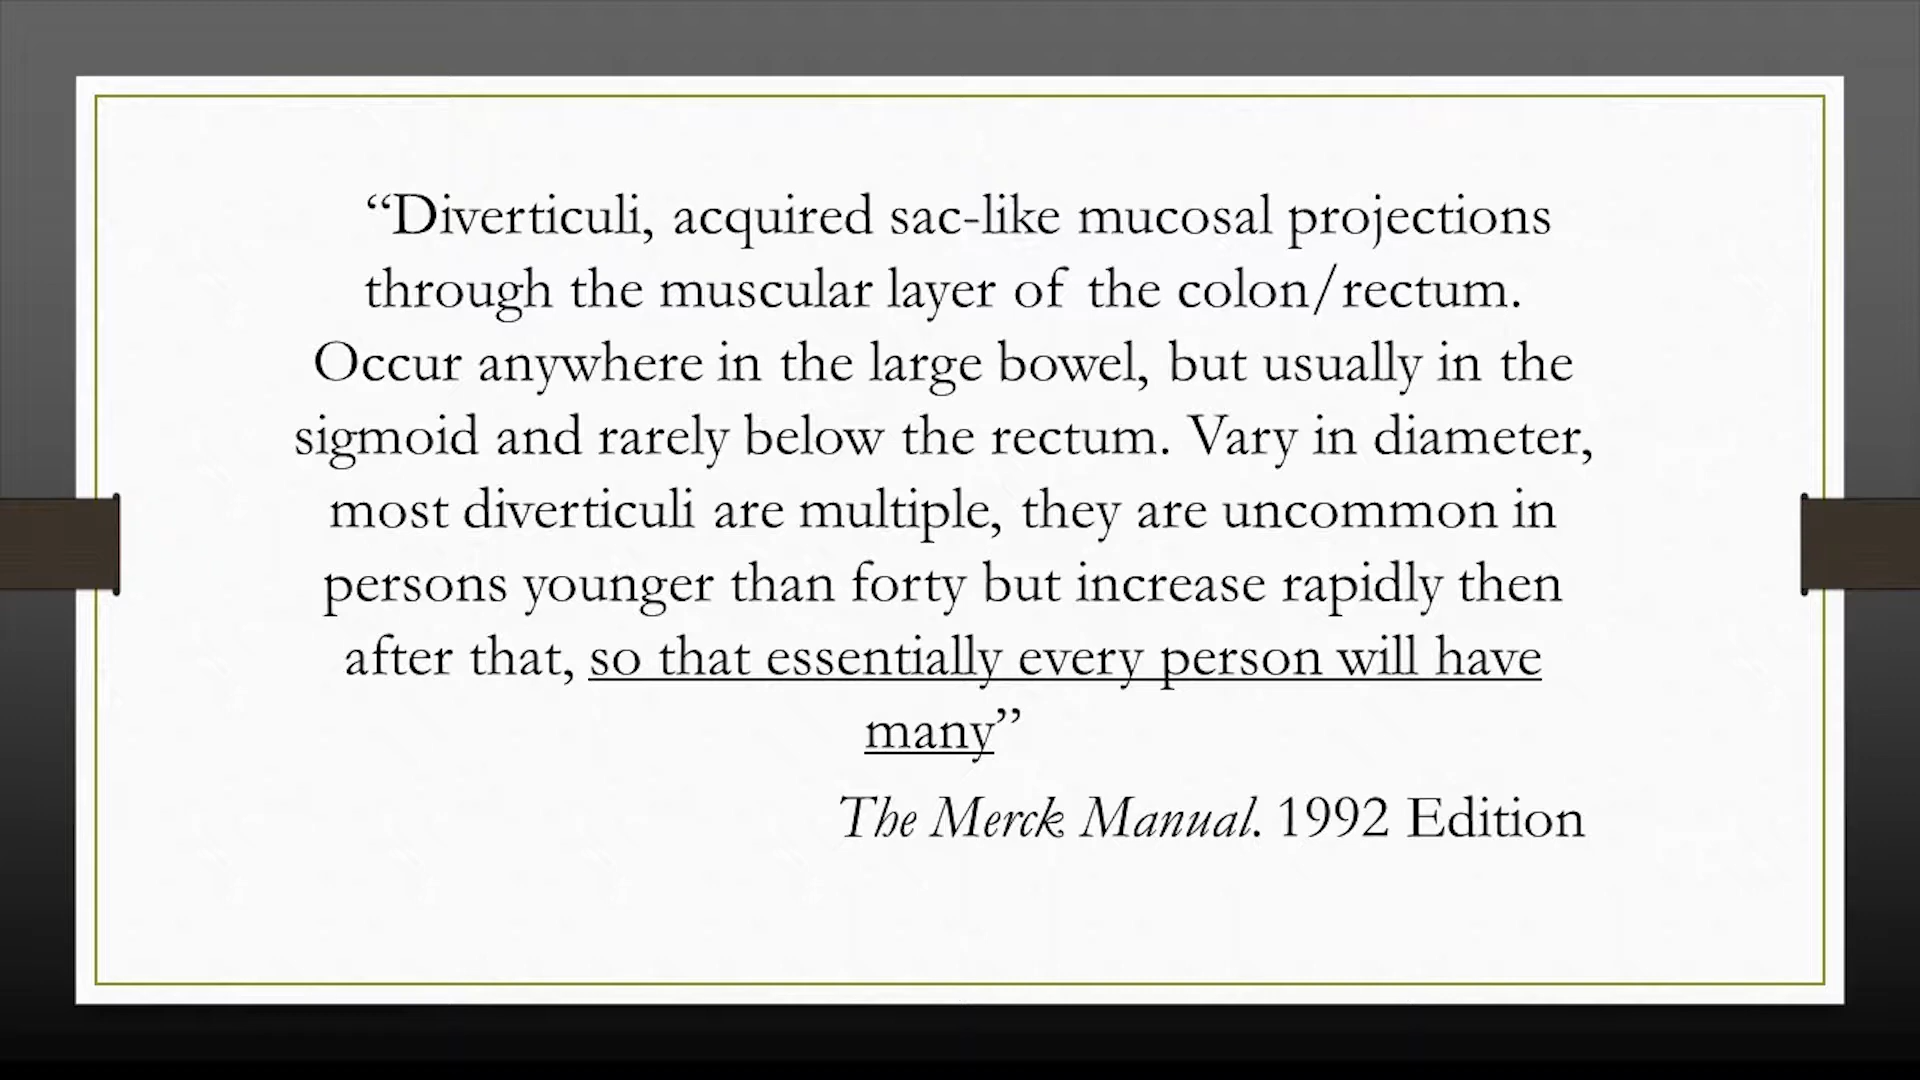 “Diverticuli, acquired sac-like mucosal projections
through the muscular layer of the colon/rectum.
Occur anywhere in the large bowel, but usually in the
sigmoid and rarely below the rectum. Vary in diameter,
most diverticuli are multiple, they are uncommon in
persons younger than forty but increase rapidly then
after that, so that essentially every person will have
many”
The Merck Manual. 1992 Edition